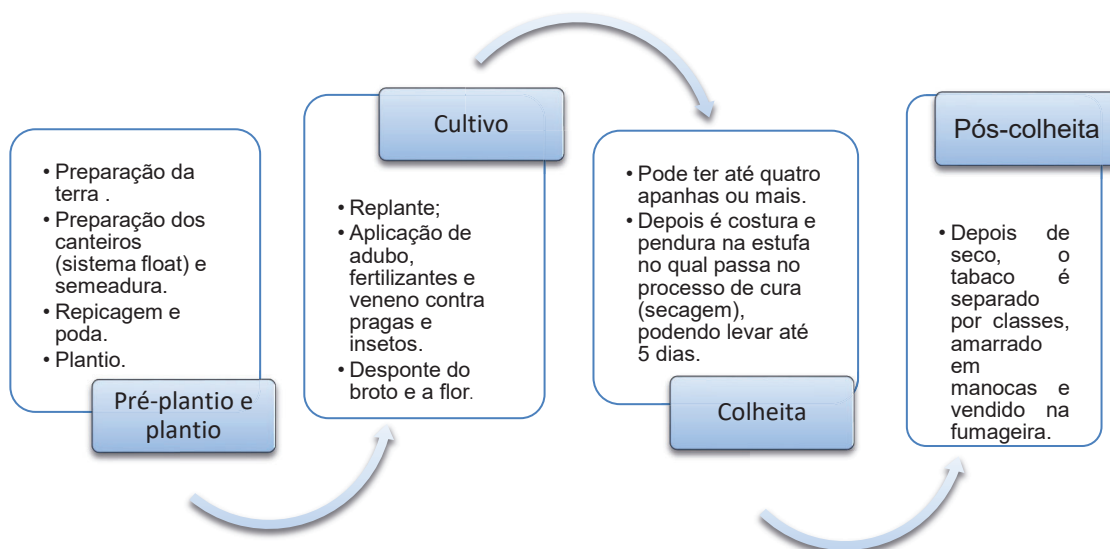 • Preparação da
terra .
• Preparação dos
canteiros
(sistema float) e
semeadura.
• Repicagem e
poda.
• Plantio.
Pré-plantio e
plantio
Cultivo
• Replante;
• Aplicação de
adubo,
fertilizantes e
veneno contra
pragas e
insetos.
• Desponte do
broto e a flor.
• Pode ter até quatro
apanhas ou mais.
• Depois é costura e
pendura na estufa
no qual passa no
processo de cura
(secagem),
podendo levar até
5 dias.
Colheita
Pós-colheita
• Depois de
seco, o
tabaco é
separado
por classes,
amarrado
em
manocas e
vendido na
fumageira.